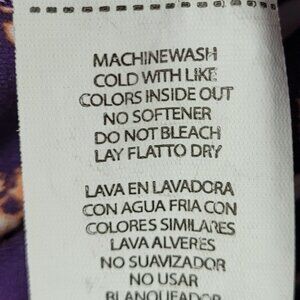 MACHINEWASH
COLD WITH LIKE
COLORS INSIDE OUT
NO SOFTENER
DO NOT BLEACH
LAY FLATTO DRY
LAVA EN LAVADORA
CON AGUA FRIA CON
COLORES SIMILARES
LAVA ALVERES
NO SUAVIZADOR
NO USAR
BLANQUEADOR